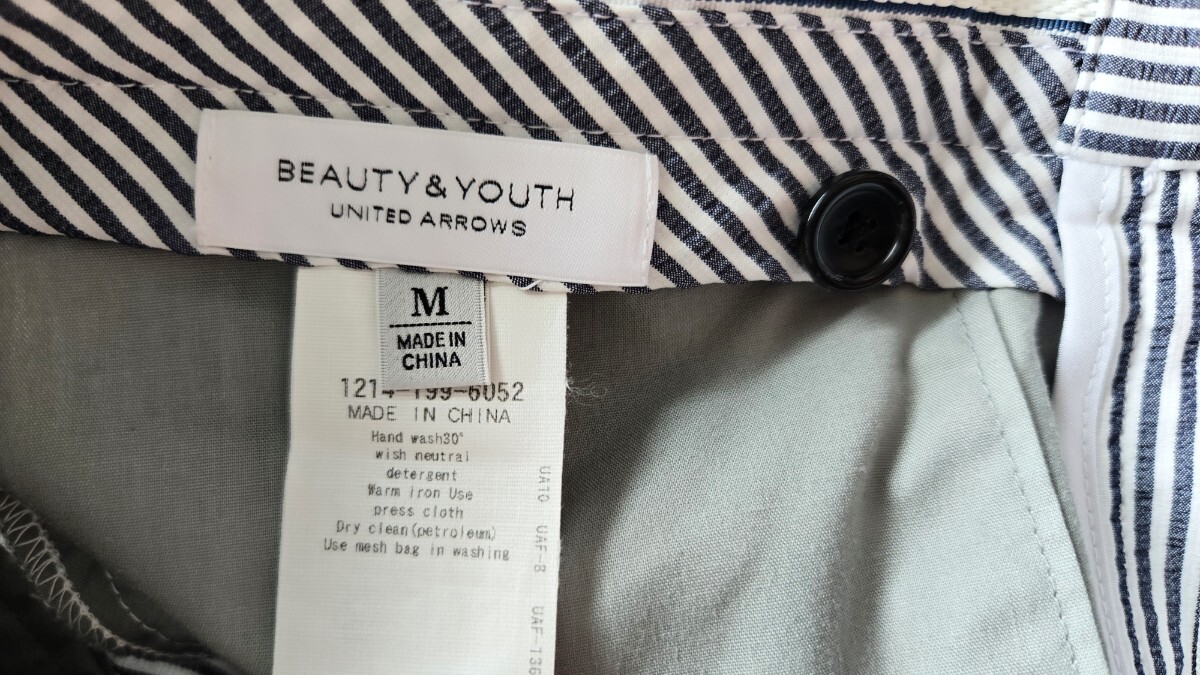 BEAUTY & YOUTH
UNITED ARROWS
M
MADE IN
CHINA
1214-199-6052
MADE IN CHINA
Hand wash30°
wish neutral
detergent
Warm iron Use
press cloth
Dry clean(petroleum)
Use mesh bag in washing
UA10 UAF-8 UAF-136